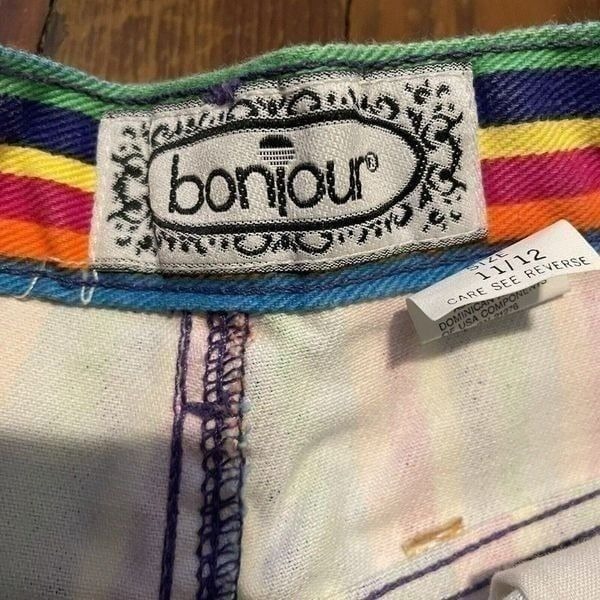 bonjour®
SIZE
11/12
CARE SEE REVERSE
DOMINICAN
OF USA COMPONENTS